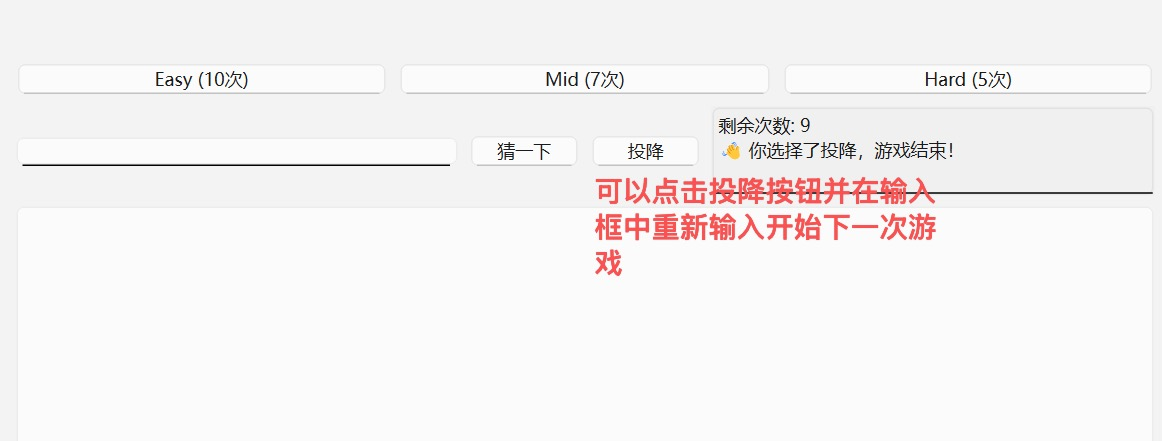 Easy (10次)
Mid (7次)
Hard (5次)
剩余次数: 9
👋 你选择了投降，游戏结束！
猜一下
投降
可以点击投降按钮并在输入
框中重新输入开始下一次游
戏